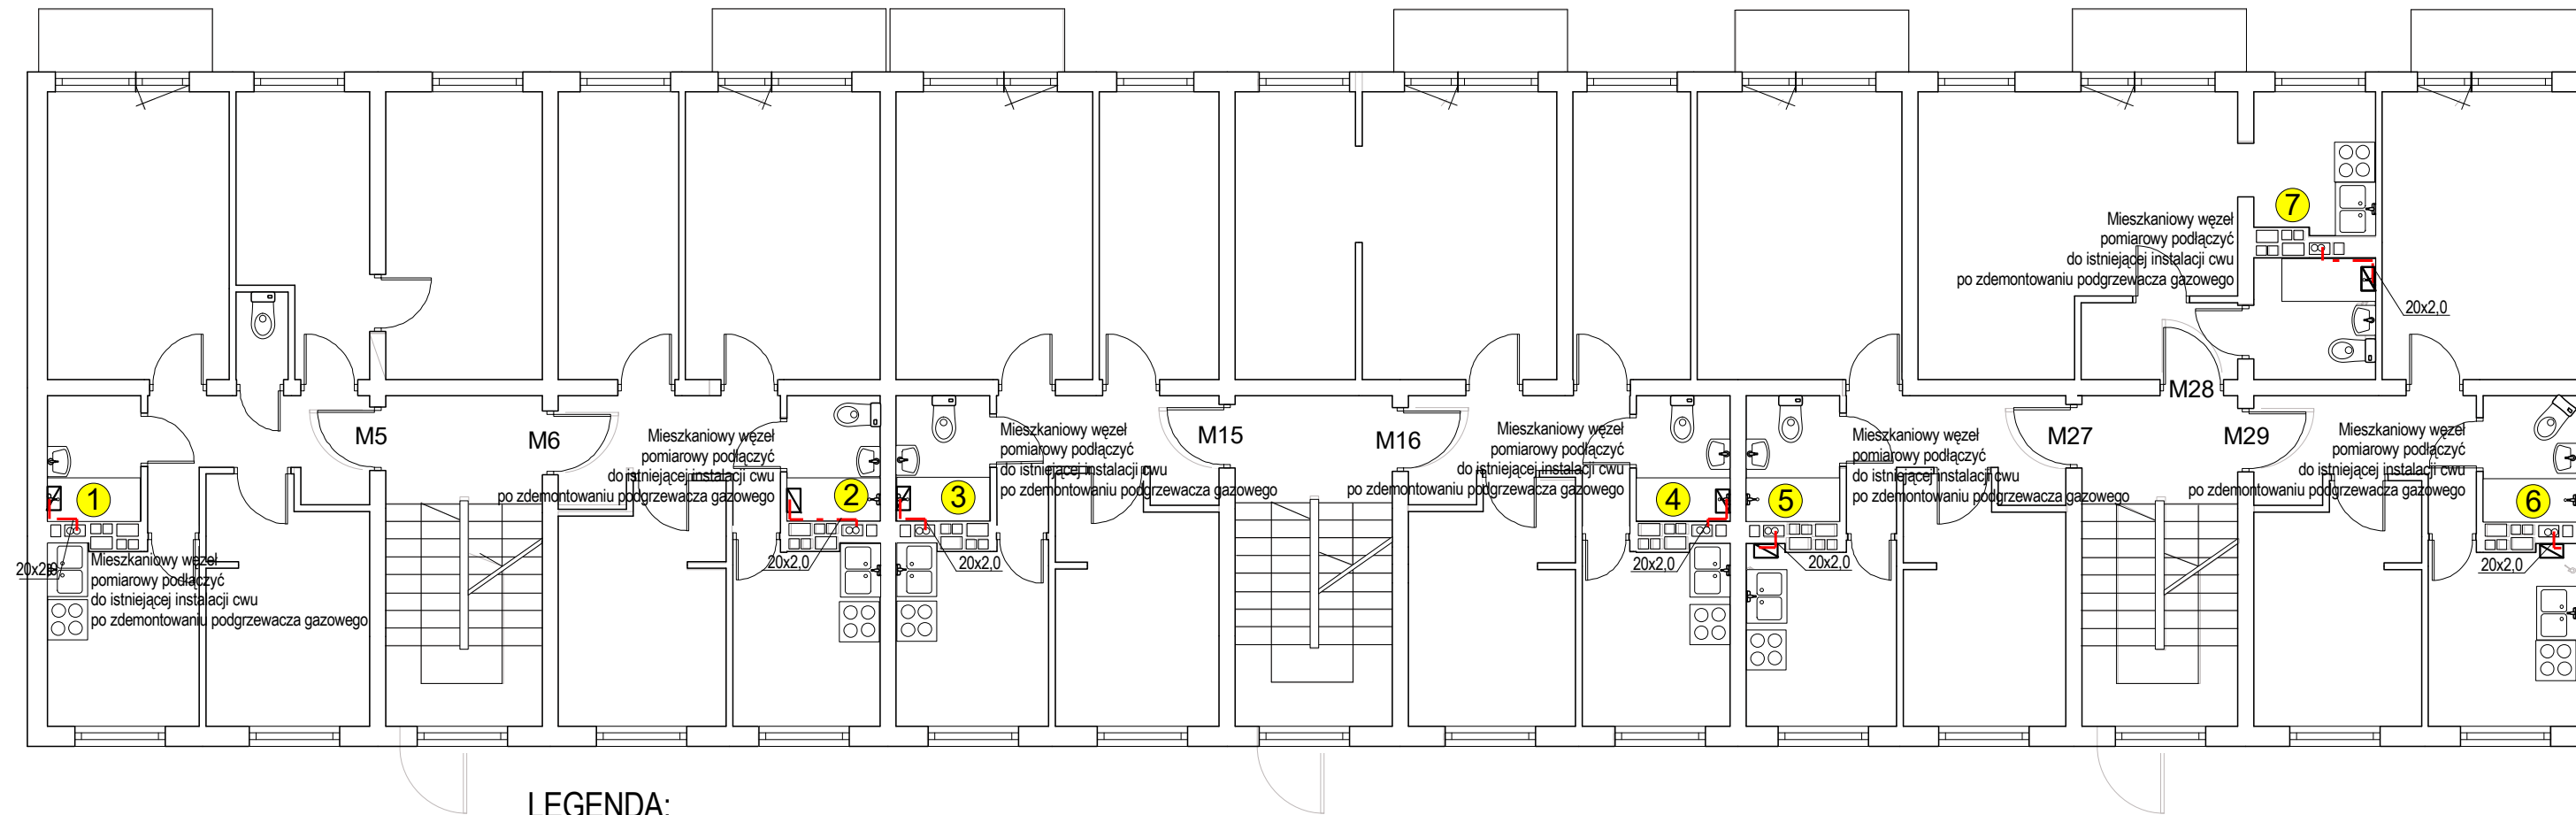 7
Mieszkaniowy węzeł
pomiarowy podłączyć
do istniejącej instalacji cwu
po zdemontowaniu podgrzewacza gazowego
20x2,0
M28
M5
M6
Mieszkaniowy węzeł
pomiarowy podłączyć
do istniejącej instalacji cwu
po zdemontowaniu podgrzewacza gazowego
Mieszkaniowy węzeł
pomiarowy podłączyć
do istniejącej instalacji cwu
po zdemontowaniu podgrzewacza gazowego
M15
M16
Mieszkaniowy węzeł
pomiarowy podłączyć
do istniejącej instalacji cwu
po zdemontowaniu podgrzewacza gazowego
Mieszkaniowy węzeł
pomiarowy podłączyć
do istniejącej instalacji cwu
po zdemontowaniu podgrzewacza gazowego
M27
M29
Mieszkaniowy węzeł
pomiarowy podłączyć
do istniejącej instalacji cwu
po zdemontowaniu podgrzewacza gazowego
1
2
3
4
5
6
20x2,0
Mieszkaniowy węzeł
pomiarowy podłączyć
do istniejącej instalacji cwu
po zdemontowaniu podgrzewacza gazowego
20x2,0
20x2,0
20x2,0
20x2,0
20x2,0
LEGENDA: